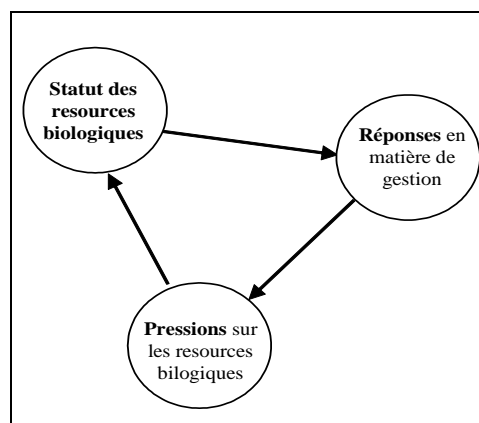 Statut des
resources
biologiques
Réponses en
matière de
gestion
Pressions sur
les resources
bilogiques